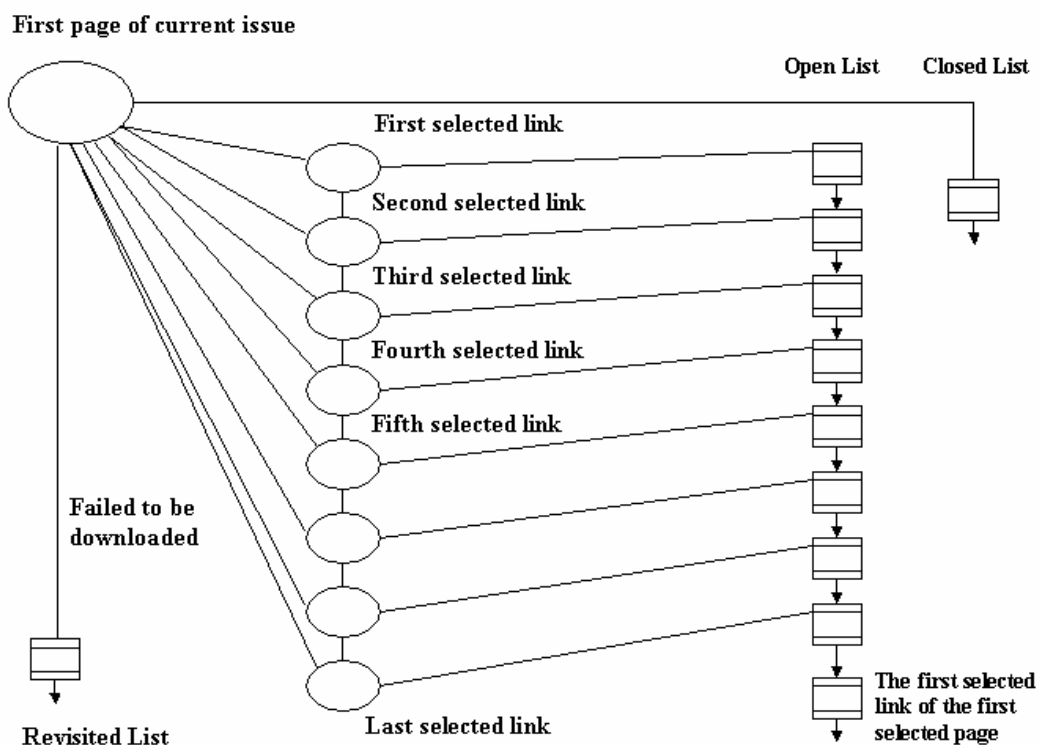 First page of current issue
Open List
Closed List
First selected link
Second selected link
Third selected link
Fourth selected link
Fifth selected link
Failed to be
downloaded
The first selected
link of the first
selected page
Last selected link
Revisited List